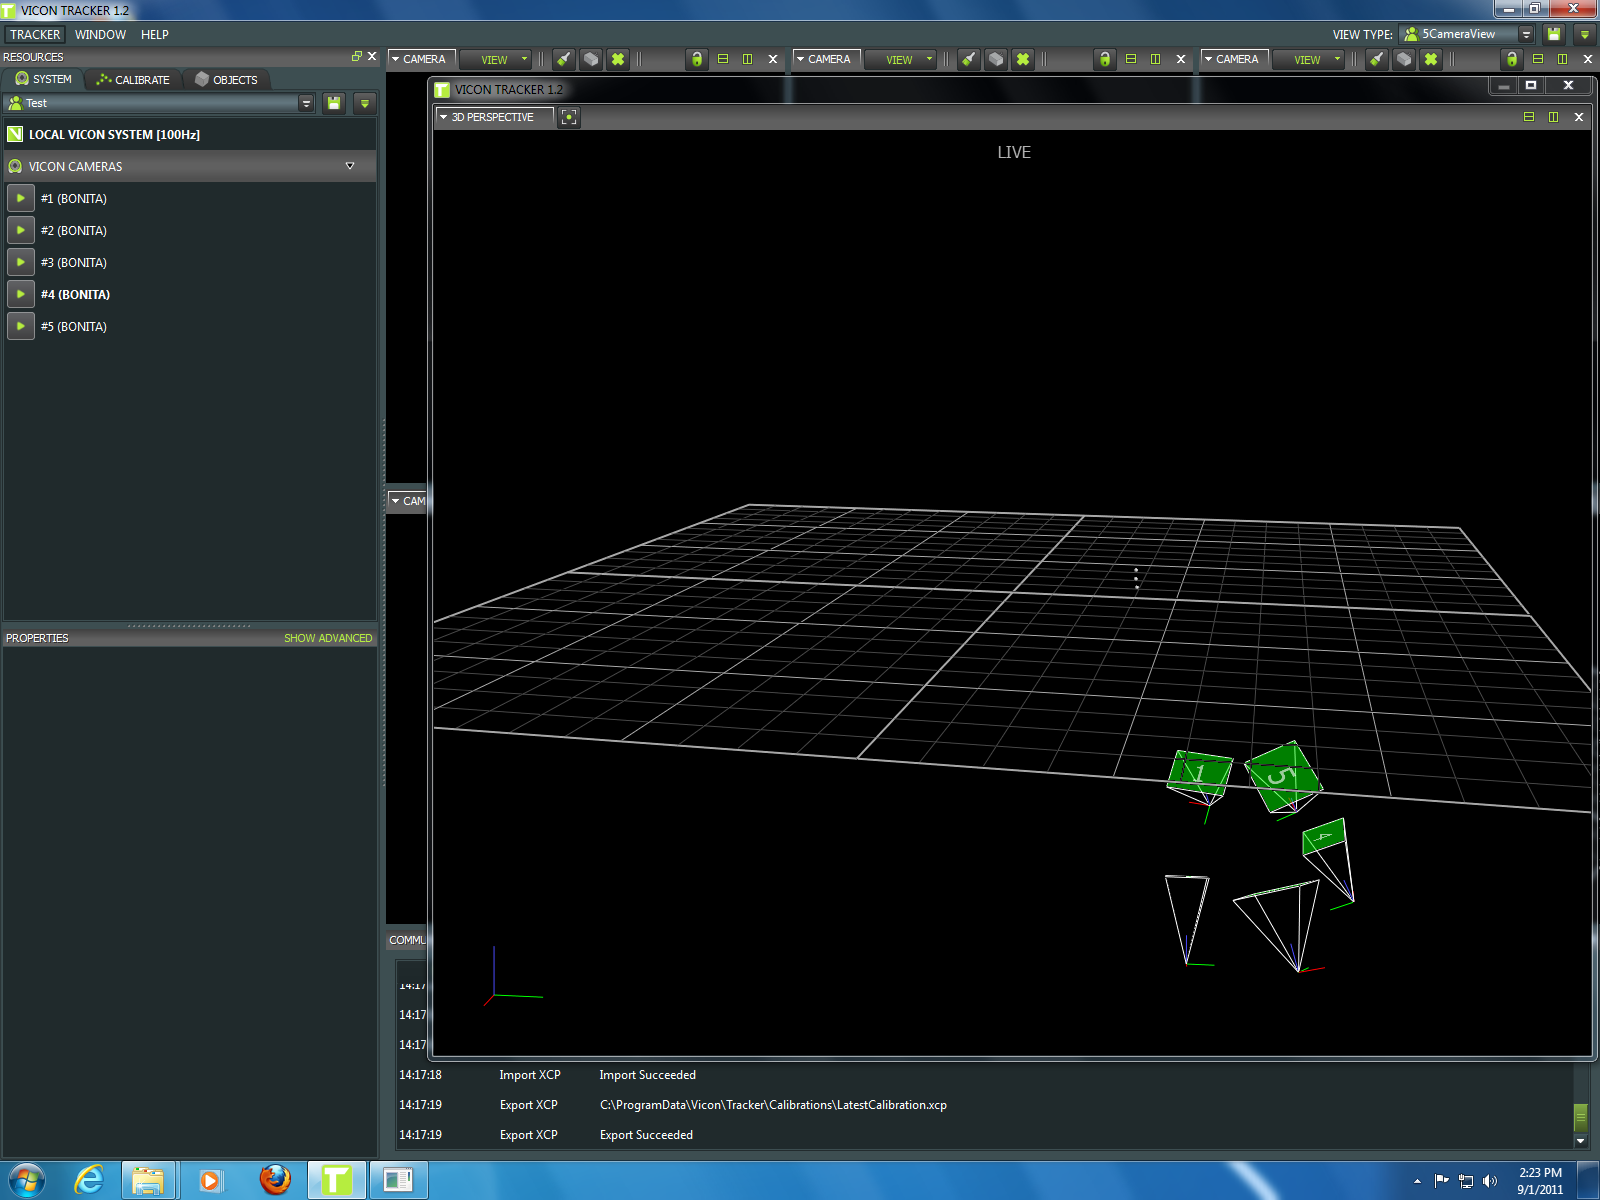 VICON TRACKER 1.2
TRACKER WINDOW HELP
VIEW TYPE: 5CameraView
RESOURCES
CAMERA VIEW CAMERA VIEW CAMERA VIEW
SYSTEM CALIBRATE OBJECTS
Test
VICON TRACKER 1.2
3D PERSPECTIVE
LOCAL VICON SYSTEM [100Hz]
LIVE
VICON CAMERAS
#1 (BONITA)
#2 (BONITA)
#3 (BONITA)
#4 (BONITA)
#5 (BONITA)
CAM
PROPERTIES SHOW ADVANCED
1 5
4
COMMU
14:17
14:17
14:17
14:17:18 Import XCP Import Succeeded
14:17:19 Export XCP C:\ProgramData\Vicon\Tracker\Calibrations\LatestCalibration.xcp
14:17:19 Export XCP Export Succeeded
2:23 PM
9/1/2011